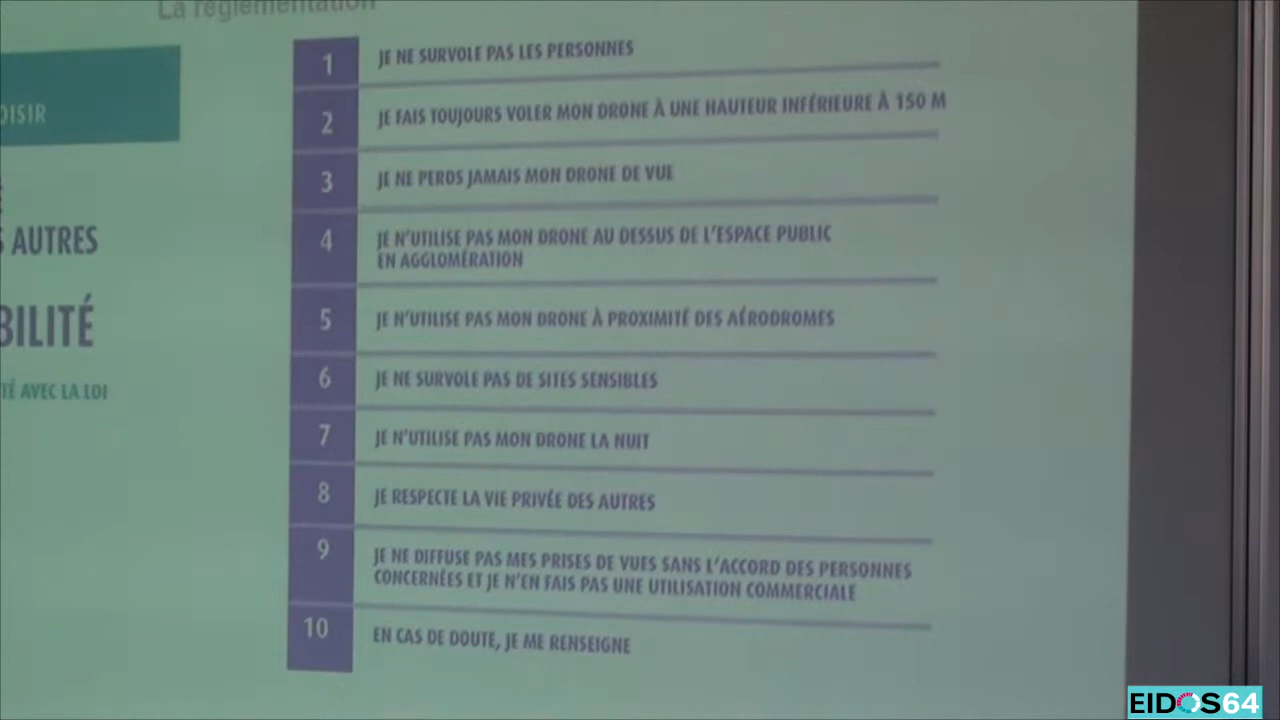 La réglementation
OISIR
S AUTRES
BILITÉ
TÉ AVEC LA LOI
1 JE NE SURVOLE PAS LES PERSONNES
2 JE FAIS TOUJOURS VOLER MON DRONE À UNE HAUTEUR INFÉRIEURE À 150 M
3 JE NE PERDS JAMAIS MON DRONE DE VUE
4 JE N'UTILISE PAS MON DRONE AU DESSUS DE L'ESPACE PUBLIC
EN AGGLOMÉRATION
5 JE N'UTILISE PAS MON DRONE À PROXIMITÉ DES AÉRODROMES
6 JE NE SURVOLE PAS DE SITES SENSIBLES
7 JE N'UTILISE PAS MON DRONE LA NUIT
8 JE RESPECTE LA VIE PRIVÉE DES AUTRES
9 JE NE DIFFUSE PAS MES PRISES DE VUES SANS L'ACCORD DES PERSONNES
CONCERNÉES ET JE N'EN FAIS PAS UNE UTILISATION COMMERCIALE
10 EN CAS DE DOUTE, JE ME RENSEIGNE
EIDOS64